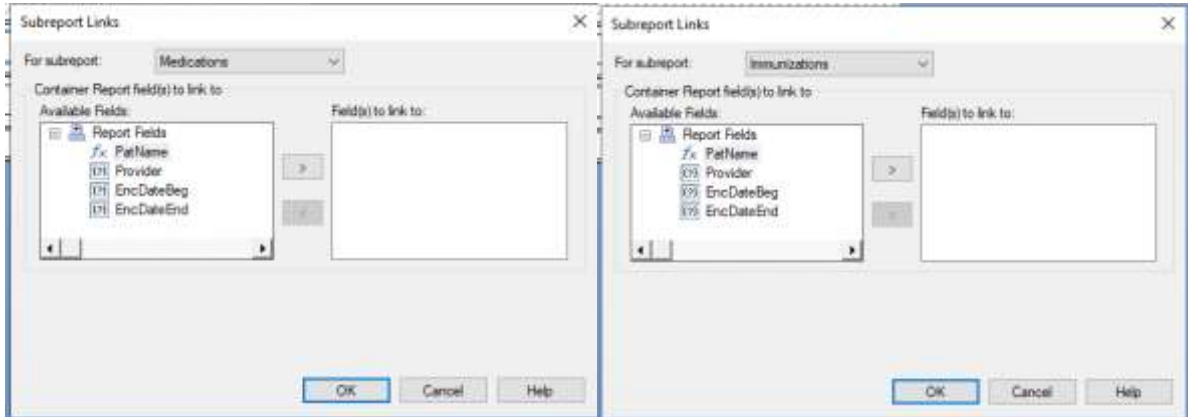 Subreport Links
For subreport: Medications
Container Report field(s) to link to
Available Fields:
Field(s) to link to:
Report Fields
PatName
Provider
EncDateBeg
EncDateEnd
>
<
OK Cancel Help
Subreport Links
For subreport: Immunizations
Container Report field(s) to link to
Available Fields:
Field(s) to link to:
Report Fields
PatName
Provider
EncDateBeg
EncDateEnd
>
<
OK Cancel Help